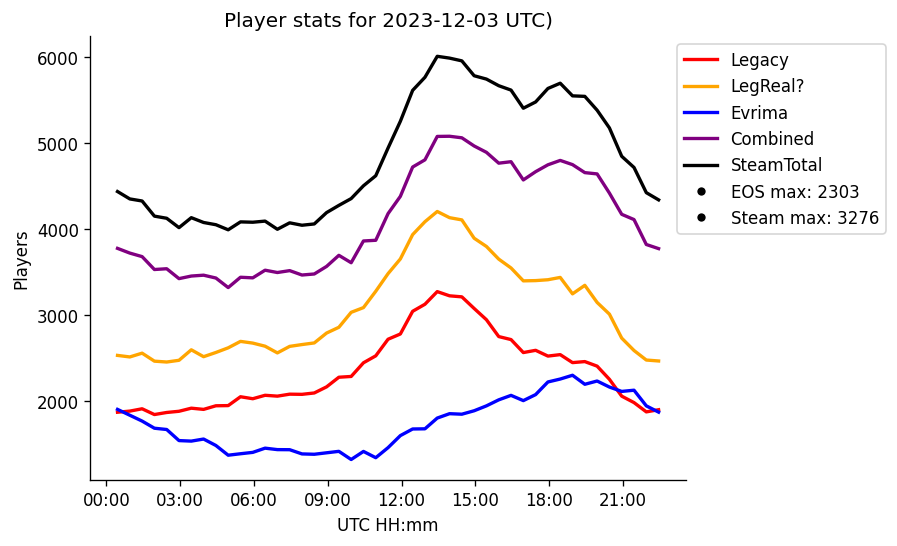 Player stats for 2023-12-03 UTC)
Legacy
LegReal?
Evrima
Combined
SteamTotal
EOS max: 2303
Steam max: 3276
Players
6000
5000
4000
3000
2000
00:00 03:00 06:00 09:00 12:00 15:00 18:00 21:00
UTC HH:mm